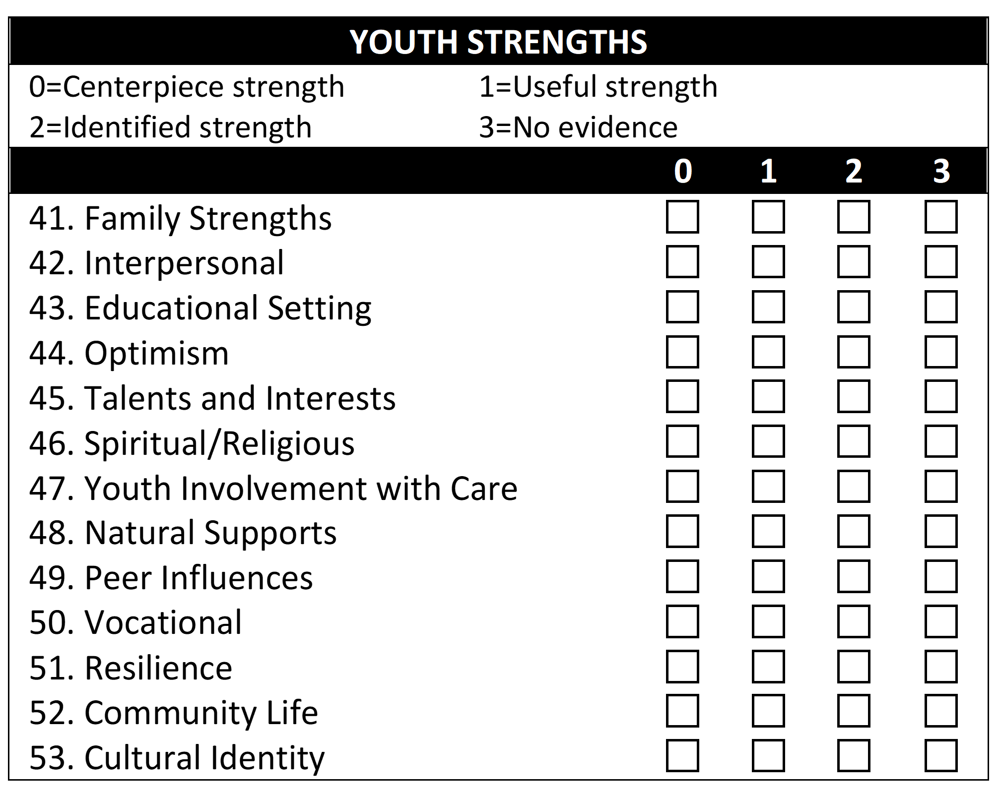 YOUTH STRENGTHS
0=Centerpiece strength 1=Useful strength
2=Identified strength 3=No evidence
0 1 2 3
41. Family Strengths
42. Interpersonal
43. Educational Setting
44. Optimism
45. Talents and Interests
46. Spiritual/Religious
47. Youth Involvement with Care
48. Natural Supports
49. Peer Influences
50. Vocational
51. Resilience
52. Community Life
53. Cultural Identity